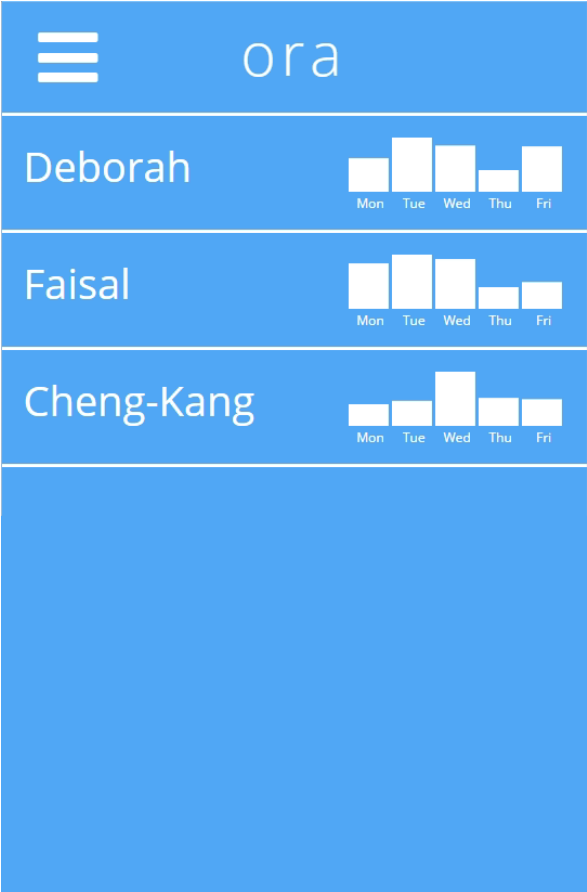 ora
Deborah
Mon Tue Wed Thu Fri
Faisal
Mon Tue Wed Thu Fri
Cheng-Kang
Mon Tue Wed Thu Fri